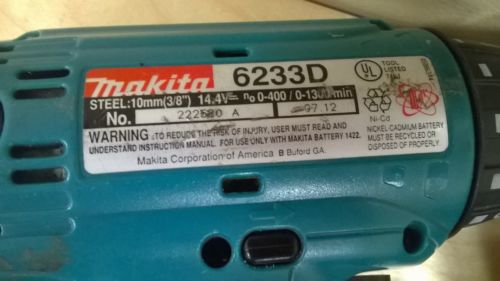 makita 6233D
UL
TOOL
LISTED
STEEL:10mm(3/8") 14.4V⎓ n₀ 0-400 / 0-1300/min
No. 222530 A 97.12
WARNING ⚠ TO REDUCE THE RISK OF INJURY, USER MUST READ AND
UNDERSTAND INSTRUCTION MANUAL. FOR USE ONLY WITH MAKITA BATTERY 1422.
Makita Corporation of America B Buford GA.
Ni-Cd
NICKEL-CADMIUM BATTERY
MUST BE RECYCLED OR
DISPOSED OF PROPERLY.